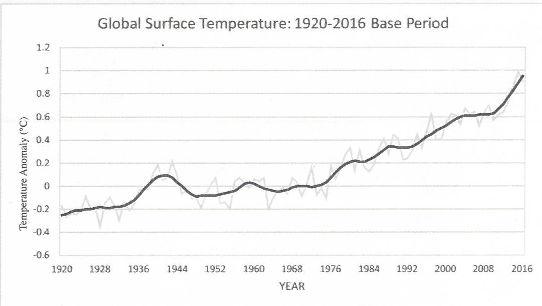 Global Surface Temperature: 1920-2016 Base Period
1.2
1
0.8
0.6
0.4
0.2
0
-0.2
-0.4
-0.6
Temperature Anomaly (°C)
1920 1928 1936 1944 1952 1960 1968 1976 1984 1992 2000 2008 2016
YEAR